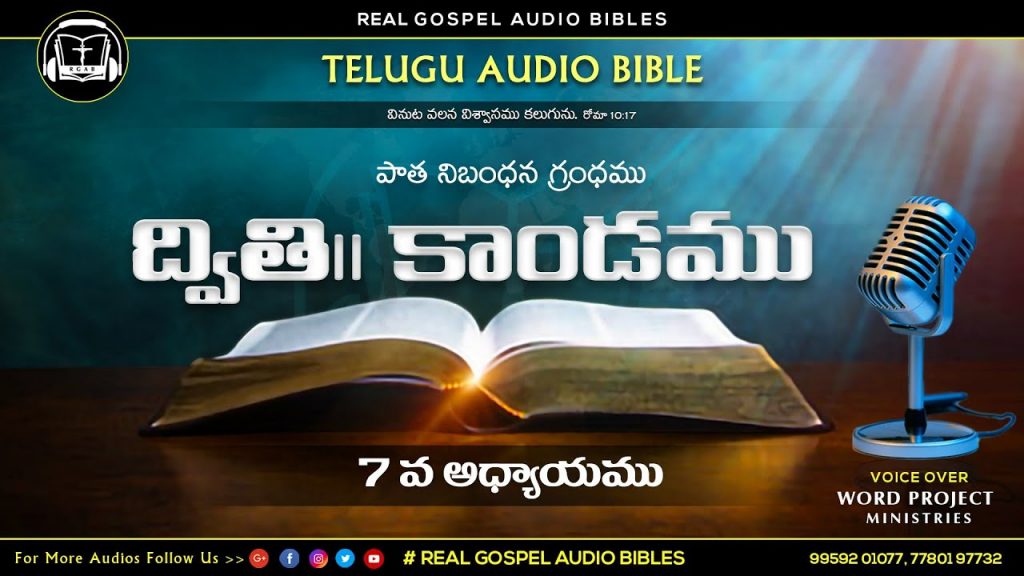 REAL GOSPEL AUDIO BIBLES
R G A B
TELUGU AUDIO BIBLE
వినుట వలన విశ్వాసము కలుగును. రోమా 10:17
పాత నిబంధన గ్రంధము
ద్వితి॥ కాండము
7 వ అధ్యాయము
VOICE OVER
WORD PROJECT
MINISTRIES
For More Audios Follow Us >>
# REAL GOSPEL AUDIO BIBLES
99592 01077, 77801 97732